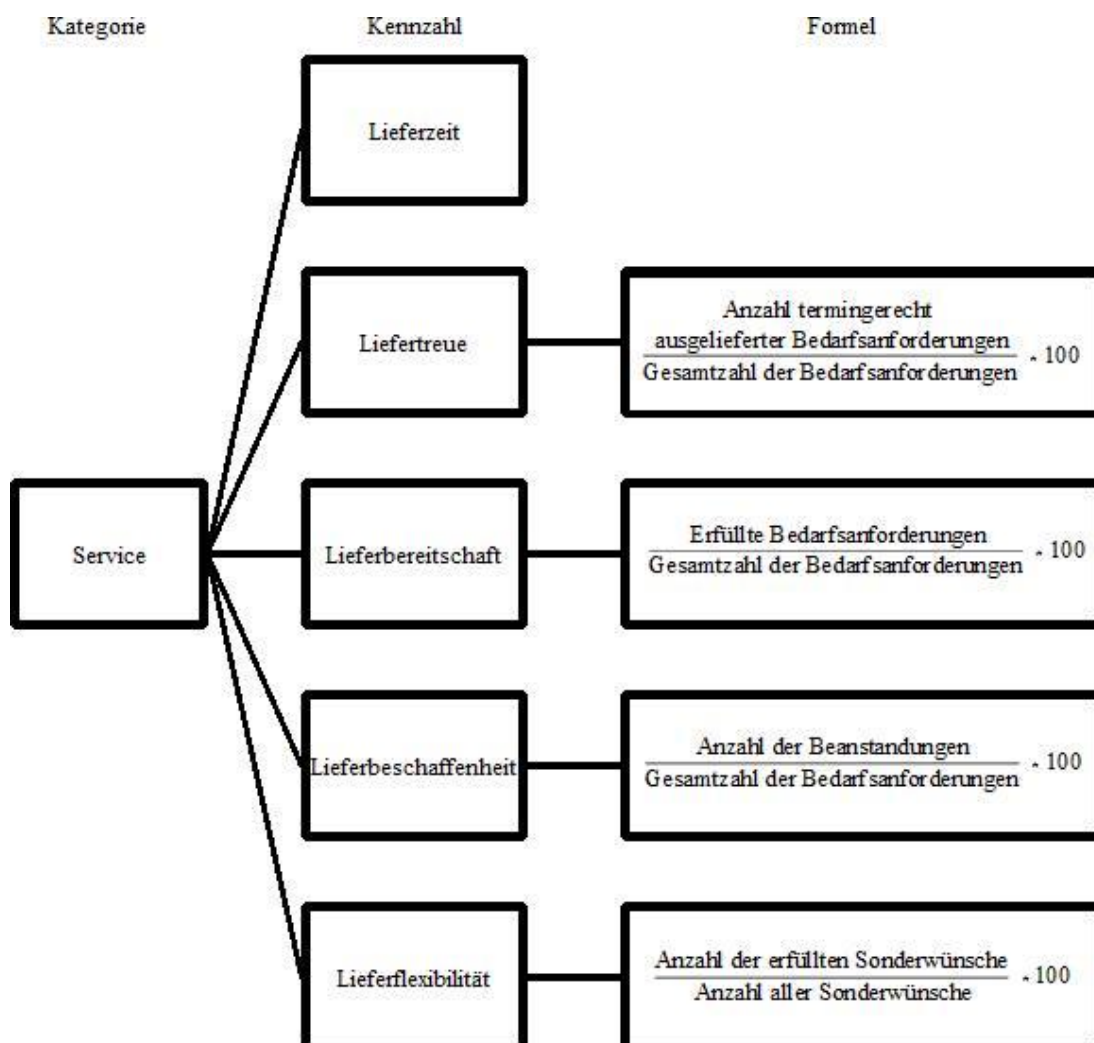 Kategorie
Kennzahl
Formel
Lieferzeit
Liefertreue
Anzahl termingerecht
ausgelieferter Bedarfsanforderungen
Gesamtzahl der Bedarfsanforderungen
* 100
Service
Lieferbereitschaft
Erfüllte Bedarfsanforderungen
Gesamtzahl der Bedarfsanforderungen
* 100
Lieferbeschaffenheit
Anzahl der Beanstandungen
Gesamtzahl der Bedarfsanforderungen
* 100
Lieferflexibilität
Anzahl der erfüllten Sonderwünsche
Anzahl aller Sonderwünsche
* 100